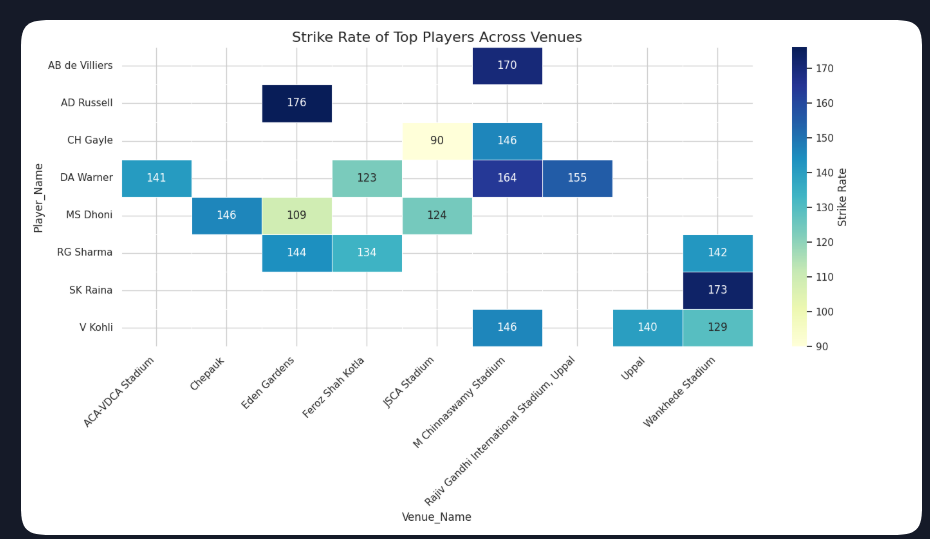 Strike Rate of Top Players Across Venues
AB de Villiers 170
AD Russell 176
CH Gayle 90 146
DA Warner 141 123 164 155
MS Dhoni 146 109 124
RG Sharma 144 134 142
SK Raina 173
V Kohli 146 140 129
Player_Name
ACA-VDCA Stadium
Chepauk
Eden Gardens
Feroz Shah Kotla
JSCA Stadium
M Chinnaswamy Stadium
Rajiv Gandhi International Stadium, Uppal
Uppal
Wankhede Stadium
Venue_Name
170
160
150
140
130
120
110
100
90
Strike Rate